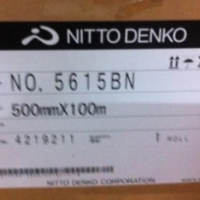 NITTO DENKO
NO. 5615BN
500mmX100m
4219211
1 ROLL
NITTO DENKO CORPORATION